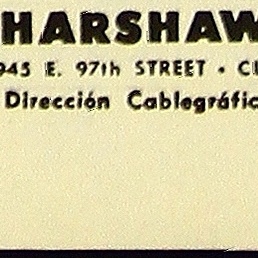 HARSHAW
945 E. 97th STREET • CL
Dirección Cablegráfic